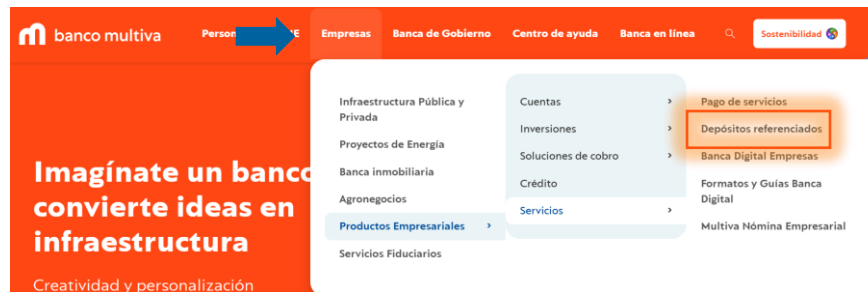 banco multiva
Empresas
Banca de Gobierno
Centro de ayuda
Banca en línea
Sostenibilidad
Infraestructura Pública y
Privada
Proyectos de Energía
Banca inmobiliaria
Agronegocios
Productos Empresariales
Servicios Fiduciarios
Cuentas
Inversiones
Soluciones de cobro
Crédito
Servicios
Pago de servicios
Depósitos referenciados
Banca Digital Empresas
Formatos y Guías Banca
Digital
Multiva Nómina Empresarial
Imagínate un banco
convierte ideas en
infraestructura
Creatividad y personalización